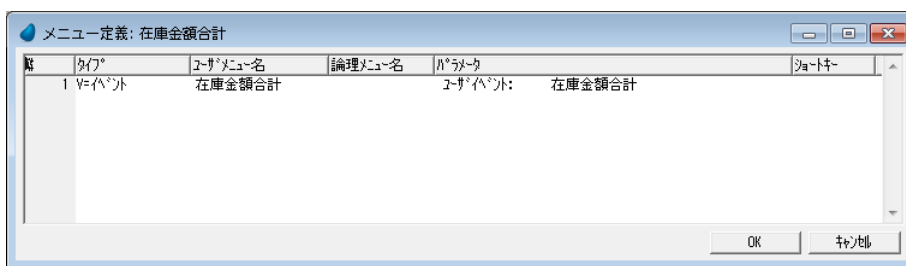 メニュー定義: 在庫金額合計
# ﾀｲﾌﾟ ﾕｰｻﾞﾒﾆｭｰ名 論理ﾒﾆｭｰ名 ﾊﾟﾗﾒｰﾀ ｼｮｰﾄｷｰ
1 V=ｲﾍﾞﾝﾄ 在庫金額合計 ﾕｰｻﾞｲﾍﾞﾝﾄ: 在庫金額合計
OK ｷｬﾝｾﾙ